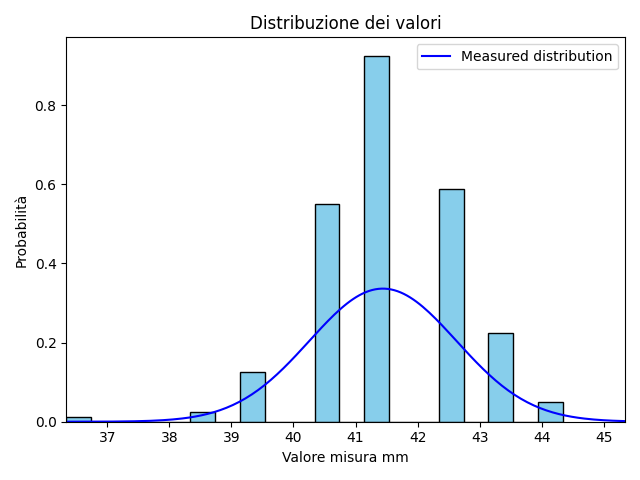 Distribuzione dei valori
Measured distribution
Probabilità
0.8
0.6
0.4
0.2
0.0
37 38 39 40 41 42 43 44 45
Valore misura mm